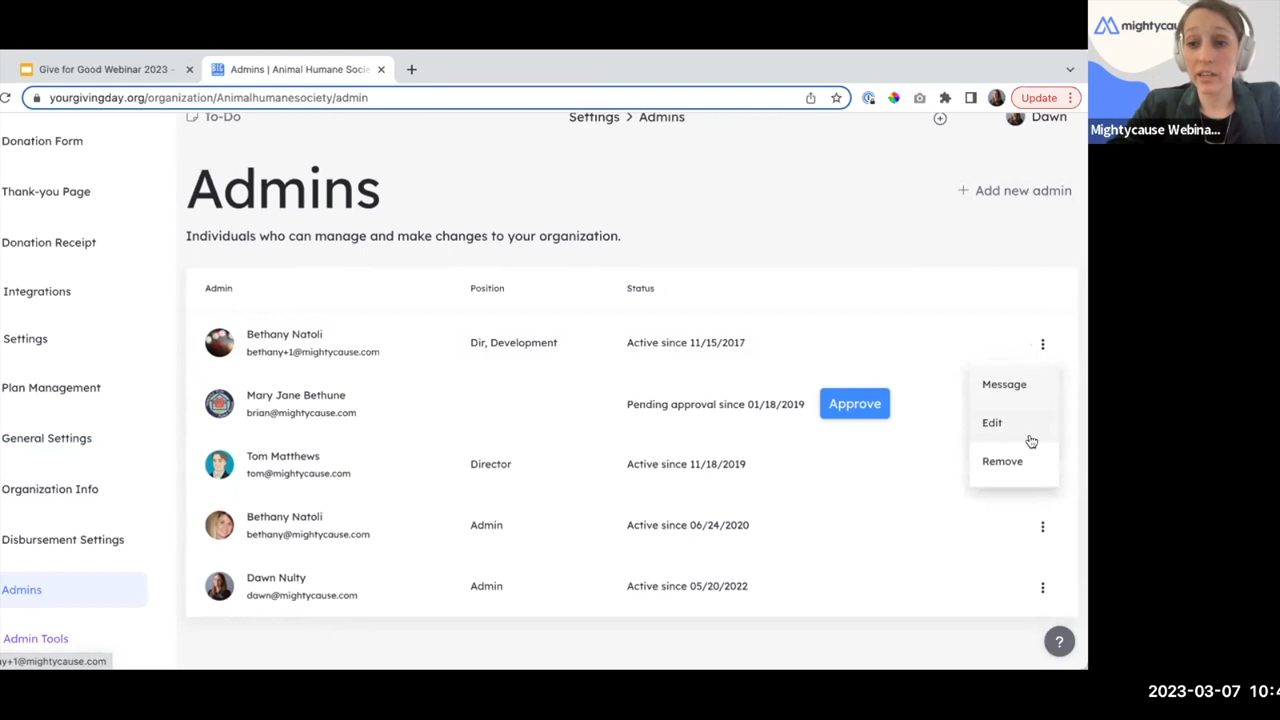 Give for Good Webinar 2023 -
Admins | Animal Humane Socie
mightycau
yourgivingday.org/organization/Animalhumanesociety/admin
Update
Mightycause Webina...
To-Do
Settings > Admins
Dawn
Donation Form
Thank-you Page
Donation Receipt
Integrations
Settings
Plan Management
General Settings
Organization Info
Disbursement Settings
Admins
Admin Tools
ay+1@mightycause.com
Admins
+ Add new admin
Individuals who can manage and make changes to your organization.
Admin Position Status
Bethany Natoli
bethany+1@mightycause.com
Dir, Development
Active since 11/15/2017
Mary Jane Bethune
brian@mightycause.com
Pending approval since 01/18/2019
Approve
Tom Matthews
tom@mightycause.com
Director
Active since 11/18/2019
Bethany Natoli
bethany@mightycause.com
Admin
Active since 06/24/2020
Dawn Nulty
dawn@mightycause.com
Admin
Active since 05/20/2022
Message
Edit
Remove
?
2023-03-07 10:4